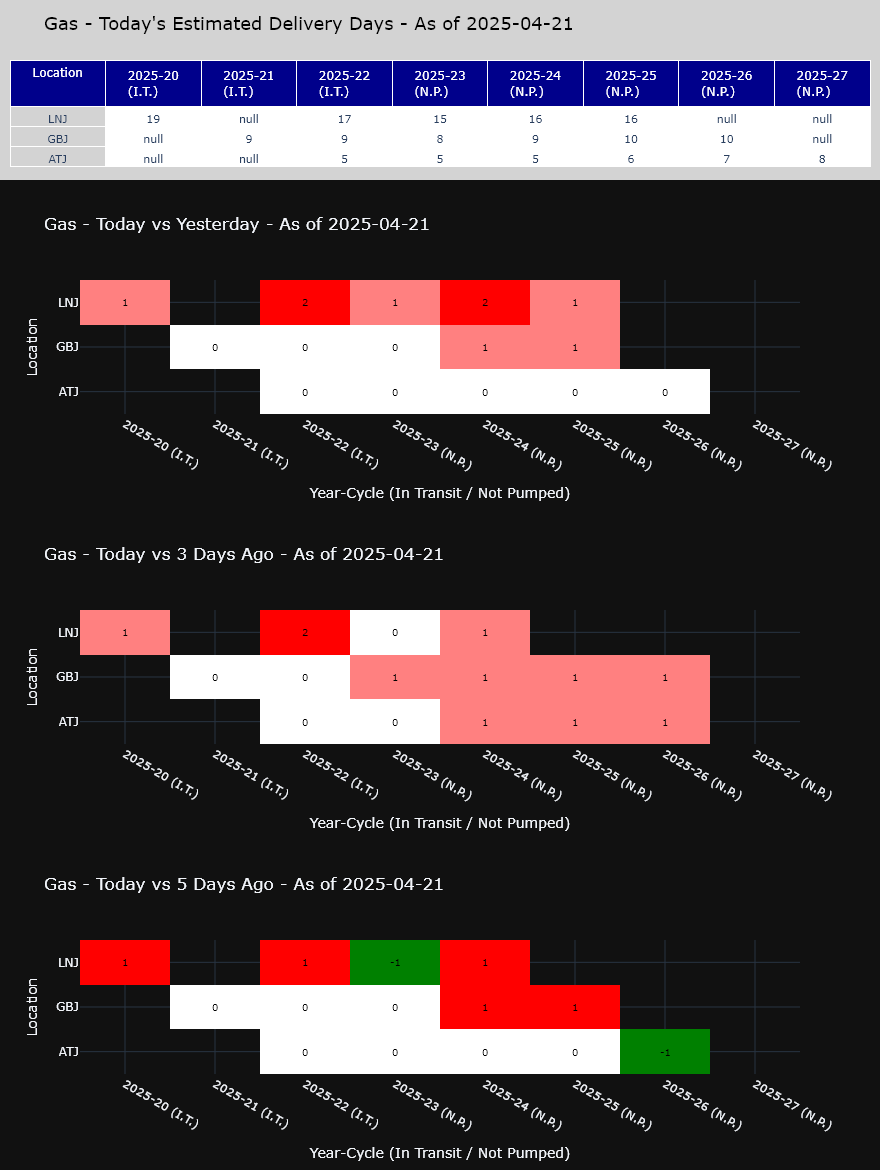 Gas - Today's Estimated Delivery Days - As of 2025-04-21
Location 2025-20 (I.T.) 2025-21 (I.T.) 2025-22 (I.T.) 2025-23 (N.P.) 2025-24 (N.P.) 2025-25 (N.P.) 2025-26 (N.P.) 2025-27 (N.P.)
LNJ 19 null 17 15 16 16 null null
GBJ null 9 9 8 9 10 10 null
ATJ null null 5 5 5 6 7 8
Gas - Today vs Yesterday - As of 2025-04-21
Location
LNJ 1 2 1 2 1
GBJ 0 0 0 1 1
ATJ 0 0 0 0 0
2025-20 (I.T.) 2025-21 (I.T.) 2025-22 (I.T.) 2025-23 (N.P.) 2025-24 (N.P.) 2025-25 (N.P.) 2025-26 (N.P.) 2025-27 (N.P.)
Year-Cycle (In Transit / Not Pumped)
Gas - Today vs 3 Days Ago - As of 2025-04-21
Location
LNJ 1 2 0 1
GBJ 0 0 1 1 1 1
ATJ 0 0 1 1 1
2025-20 (I.T.) 2025-21 (I.T.) 2025-22 (I.T.) 2025-23 (N.P.) 2025-24 (N.P.) 2025-25 (N.P.) 2025-26 (N.P.) 2025-27 (N.P.)
Year-Cycle (In Transit / Not Pumped)
Gas - Today vs 5 Days Ago - As of 2025-04-21
Location
LNJ 1 1 -1 1
GBJ 0 0 0 1 1
ATJ 0 0 0 0 -1
2025-20 (I.T.) 2025-21 (I.T.) 2025-22 (I.T.) 2025-23 (N.P.) 2025-24 (N.P.) 2025-25 (N.P.) 2025-26 (N.P.) 2025-27 (N.P.)
Year-Cycle (In Transit / Not Pumped)